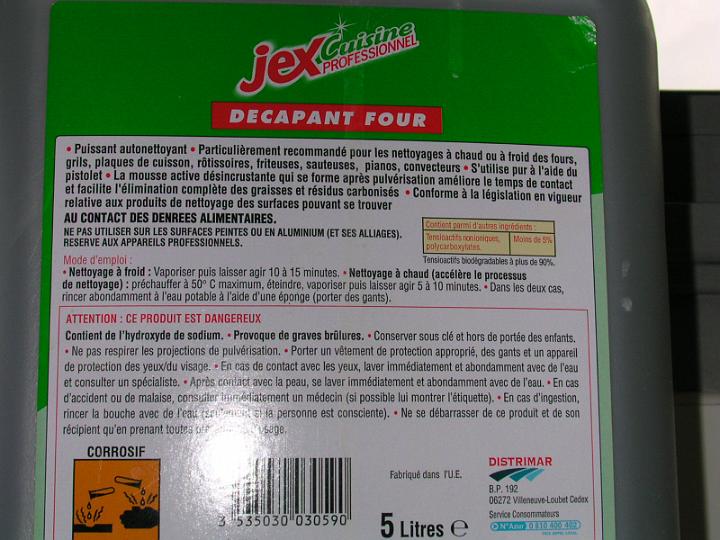 jex Cuisine
PROFESSIONNEL
DECAPANT FOUR
• Puissant autonettoyant • Particulièrement recommandé pour les nettoyages à chaud ou à froid des fours,
grils, plaques de cuisson, rôtissoires, friteuses, sauteuses, pianos, convecteurs • S'utilise pur à l'aide du
pistolet • La mousse active désincrustante qui se forme après pulvérisation améliore le temps de contact
et facilite l'élimination complète des graisses et résidus carbonisés • Conforme à la législation en vigueur
relative aux produits de nettoyage des surfaces pouvant se trouver
AU CONTACT DES DENREES ALIMENTAIRES.
NE PAS UTILISER SUR LES SURFACES PEINTES OU EN ALUMINIUM (ET SES ALLIAGES).
RESERVE AUX APPAREILS PROFESSIONNELS.
Contient parmi d'autres ingrédients :
Tensioactifs nonioniques, Moins de 5%
polycarboxylates.
Tensioactifs biodégradables à plus de 90%.
Mode d'emploi :
• Nettoyage à froid : Vaporiser puis laisser agir 10 à 15 minutes. • Nettoyage à chaud (accélère le processus
de nettoyage) : préchauffer à 50° C maximum, éteindre, vaporiser puis laisser agir 5 à 10 minutes. • Dans les deux cas,
rincer abondamment à l'eau potable à l'aide d'une éponge (porter des gants).
ATTENTION : CE PRODUIT EST DANGEREUX
Contient de l'hydroxyde de sodium. • Provoque de graves brûlures. • Conserver sous clé et hors de portée des enfants.
• Ne pas respirer les projections de pulvérisation. • Porter un vêtement de protection approprié, des gants et un appareil
de protection des yeux/du visage. • En cas de contact avec les yeux, laver immédiatement et abondamment avec de l'eau
et consulter un spécialiste. • Après contact avec la peau, se laver immédiatement et abondamment avec de l'eau. • En cas
d'accident ou de malaise, consulter immédiatement un médecin (si possible lui montrer l'étiquette). • En cas d'ingestion,
rincer la bouche avec de l'eau (seulement si la personne est consciente). • Ne se débarrasser de ce produit et de son
récipient qu'en prenant toutes
CORROSIF
3 535030 030590
Fabriqué dans l'U.E.
5 Litres e
DISTRIMAR
B.P. 192
06272 Villeneuve-Loubet Cedex
Service Consommateurs
N°Azur 0 810 400 402